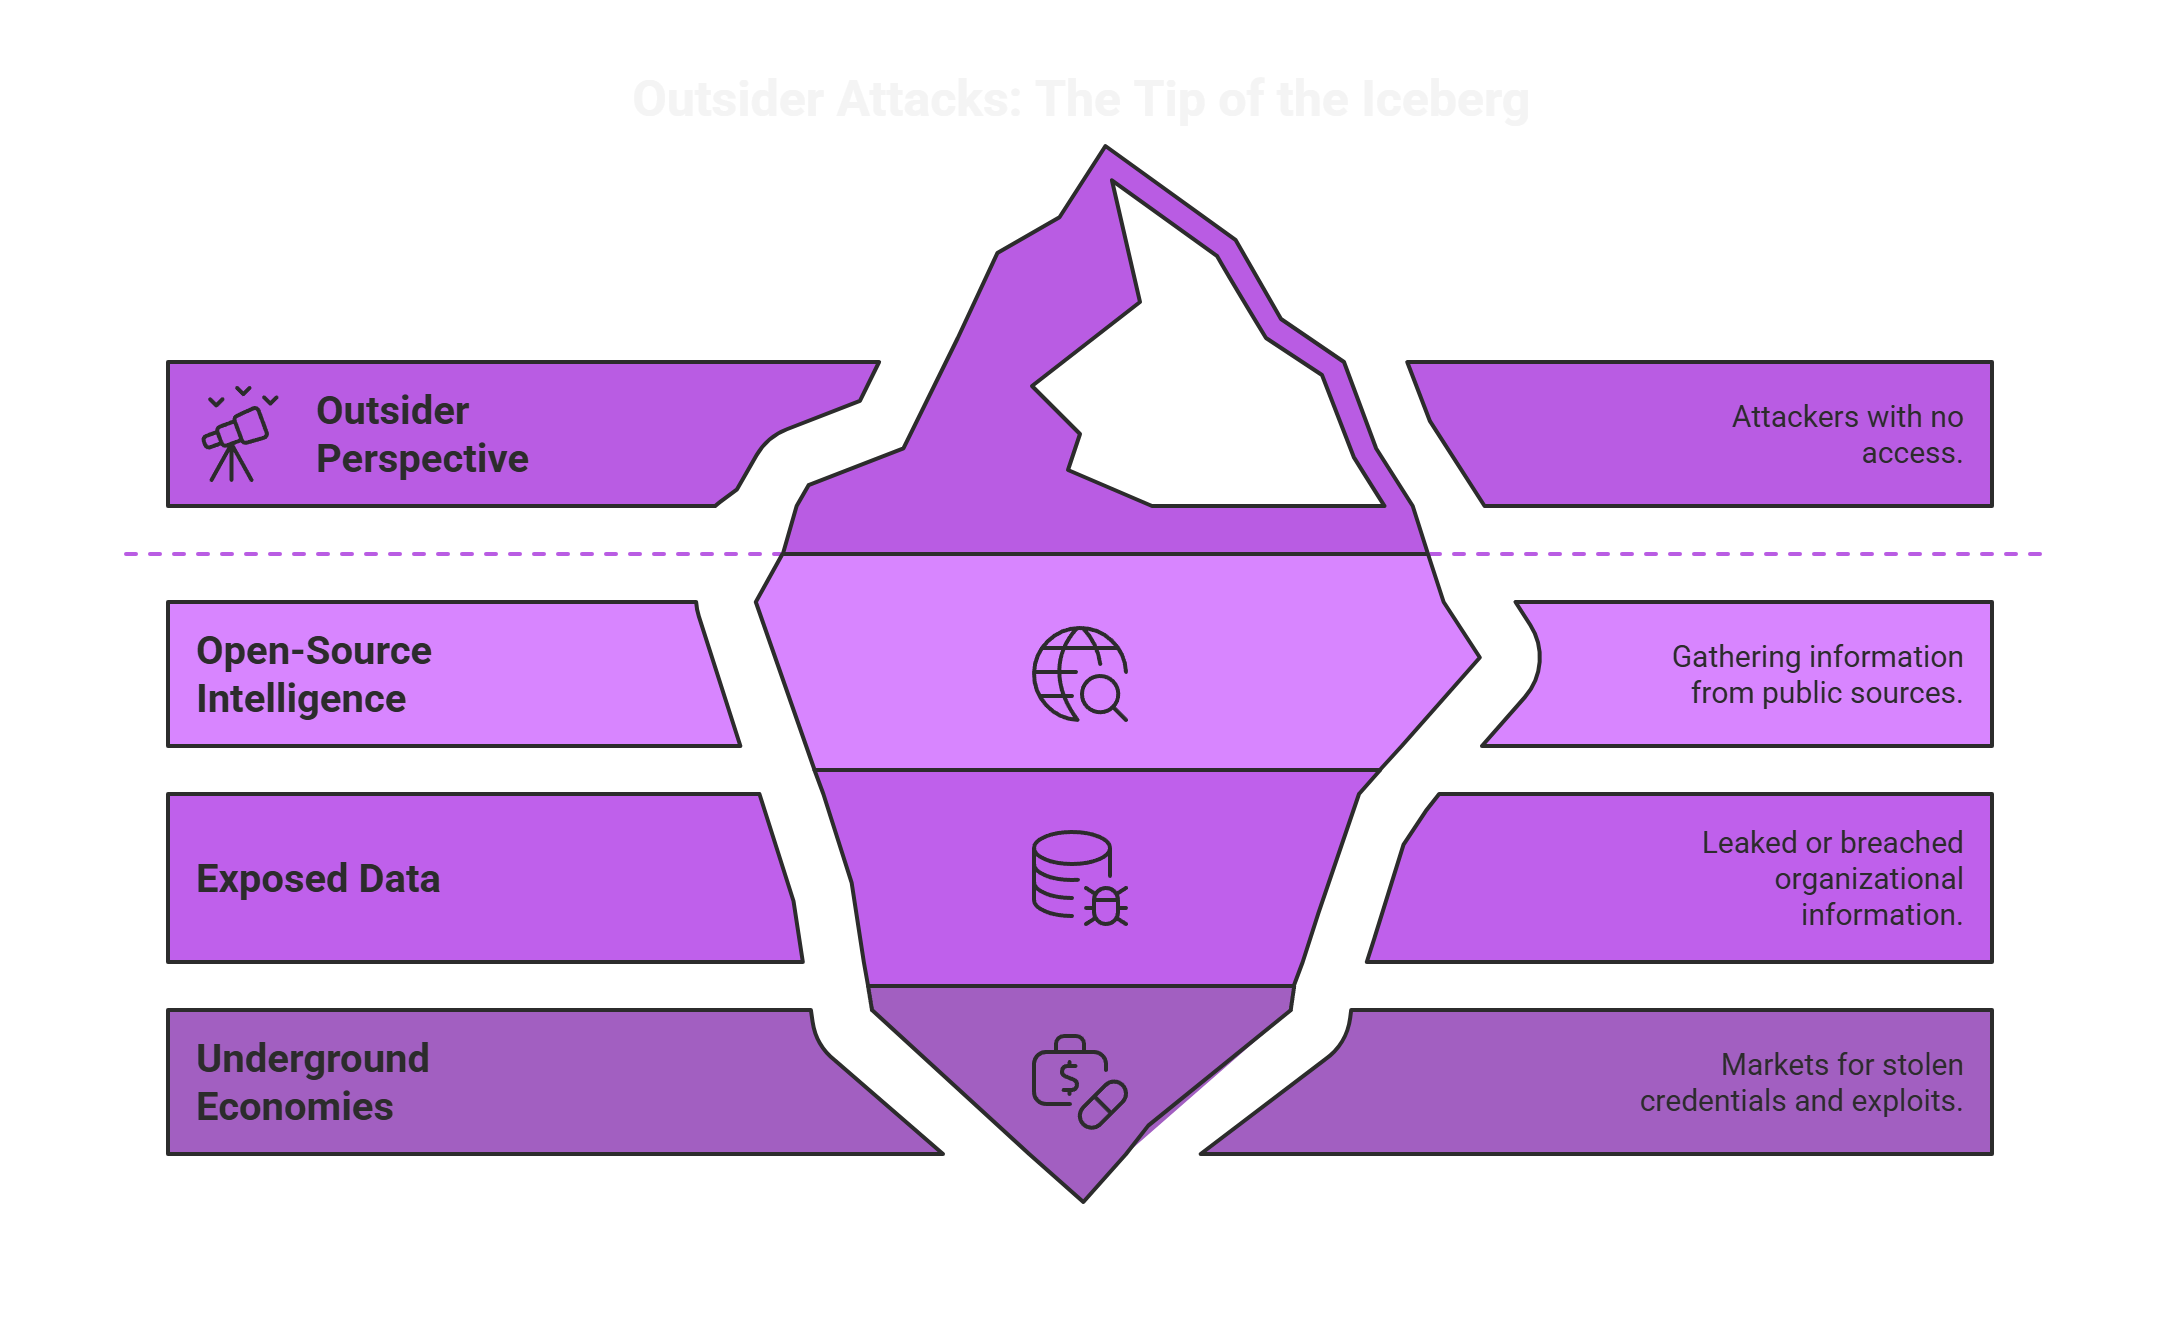 Outsider Attacks: The Tip of the Iceberg
Outsider
Perspective
Attackers with no
access.
Open-Source
Intelligence
Gathering information
from public sources.
Exposed Data
Leaked or breached
organizational
information.
Underground
Economies
Markets for stolen
credentials and exploits.
$